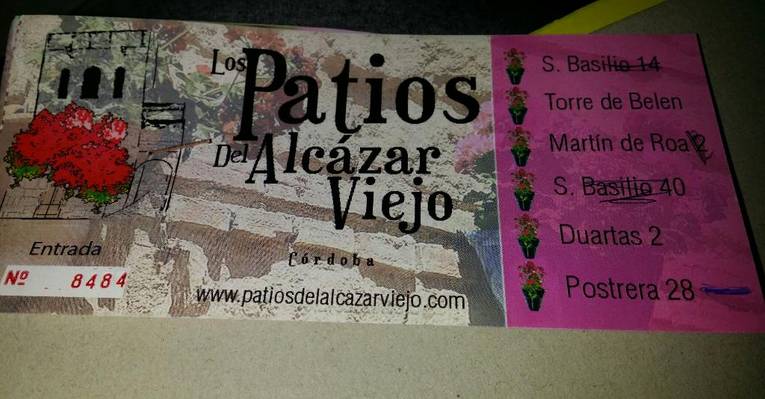 Los
Patios
Del Alcázar
Viejo
Córdoba
www.patiosdelalcazarviejo.com
Entrada
Nº 8484
S. Basilio 14
Torre de Belen
Martín de Roa 2
S. Basilio 40
Duartas 2
Postrera 28